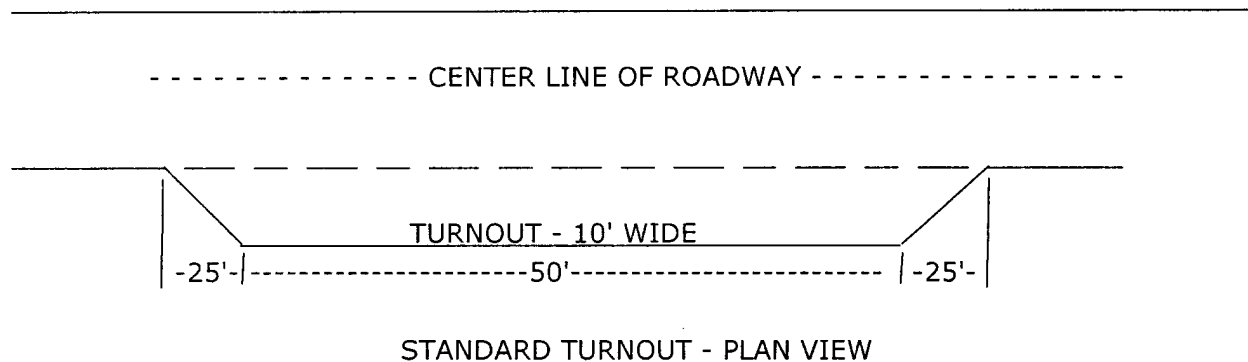 - - - - - - - - - - - - - CENTER LINE OF ROADWAY - - - - - - - - - - - - - - -
TURNOUT - 10' WIDE
-25'-|----------------------50'------------------------- |-25'-
STANDARD TURNOUT - PLAN VIEW